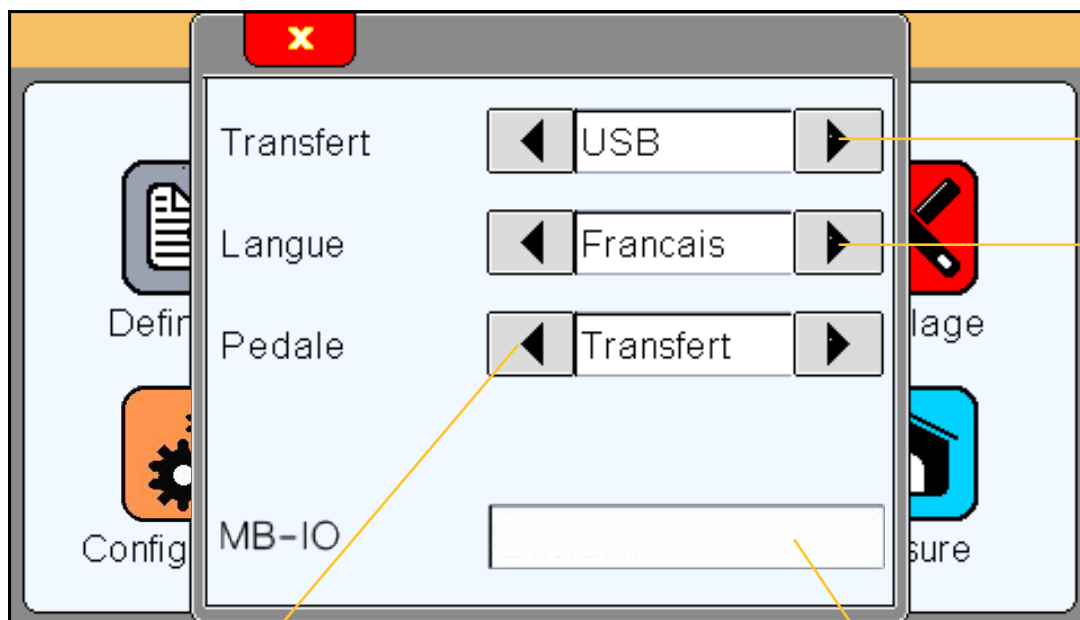 x
Transfert USB
Langue Francais
Defin lage
Pedale Transfert
MB-IO
Config sure